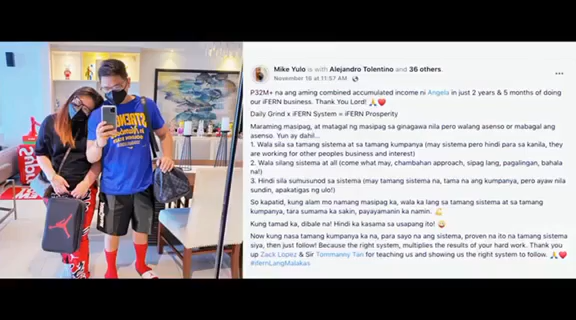 Mike Yulo is with Alejandro Tolentino and 36 others.
November 16 at 11:57 AM
P32M+ na ang aming combined accumulated income ni Angela in just 2 years & 5 months of doing
our iFERN business. Thank You Lord! 🙏❤️
Daily Grind x iFERN System = iFERN Prosperity
Maraming masipag, at matagal ng masipag sa ginagawa nila pero walang asenso or mabagal ang
asenso. Yun ay dahil...
1. Wala sila sa tamang sistema at sa tamang kumpanya (may sistema pero hindi para sa kanila, they
are working for other peoples business and interest)
2. Wala silang sistema at all (come what may, chambahan approach, sipag lang, pagalingan, bahala
na!)
3. Hindi sila sumusunod sa sistema (may tamang sistema na, tama na ang kumpanya, pero ayaw nila
sundin, apakatigas ng ulo!)
So kapatid, kung alam mo namang masipag ka, wala ka lang sa tamang sistema at sa tamang
kumpanya, tara sumama ka sakin, payayamanin ka namin. 💪
Kung tamad ka, dibale na! Hindi ka kasama sa usapang ito! 😜
Now kung nasa tamang kumpanya ka na, para sayo na ang sistema, proven na ito na tamang sistema
siya, then just follow! Because the right system, multiplies the results of your hard work. Thank you
up Zack Lopez & Sir Tommanny Tan for teaching us and showing us the right system to follow. 🙏❤️
#ifernLangMalakas